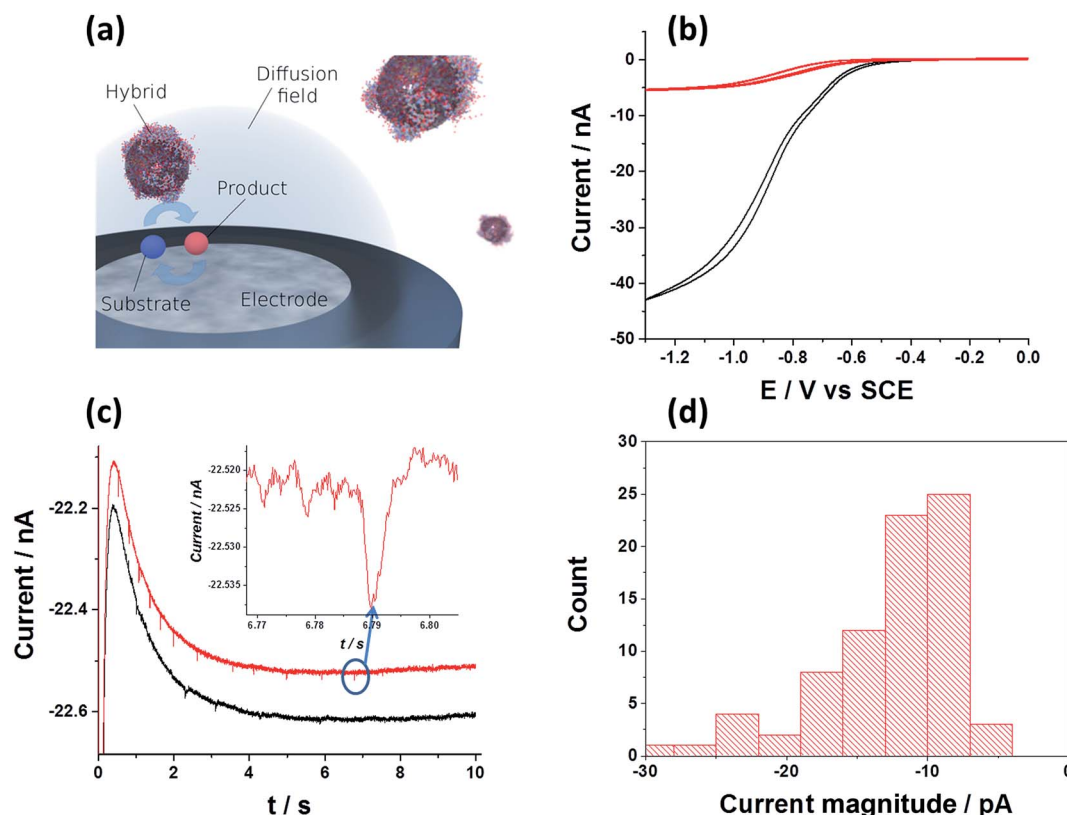 (a)
Hybrid
Diffusion
field
Product
Substrate
Electrode
(b)
Current / nA
0
-10
-20
-30
-40
-50
-1.2
-1.0
-0.8
-0.6
-0.4
-0.2
0.0
E / V vs SCE
(c)
Current / nA
-22.2
-22.4
-22.6
0
2
4
6
8
10
t / s
Current / nA
-22.520
-22.525
-22.530
-22.535
6.77
6.78
6.79
6.80
t / s
(d)
Count
30
25
20
15
10
5
0
-30
-20
-10
0
Current magnitude / pA